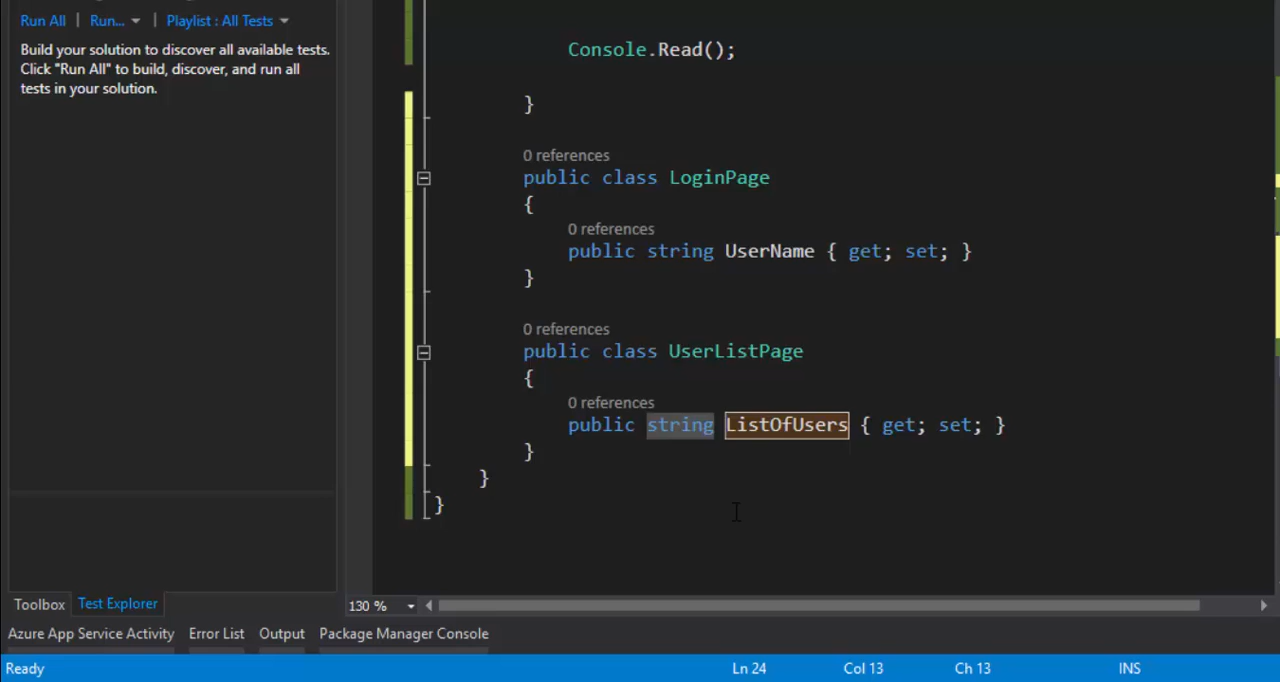 Run All | Run... | Playlist : All Tests
Build your solution to discover all available tests.
Click "Run All" to build, discover, and run all
tests in your solution.
Console.Read();
}
0 references
public class LoginPage
{
0 references
public string UserName { get; set; }
}
0 references
public class UserListPage
{
0 references
public string ListOfUsers { get; set; }
}
}
}
Toolbox Test Explorer
130 %
Azure App Service Activity Error List Output Package Manager Console
Ready Ln 24 Col 13 Ch 13 INS